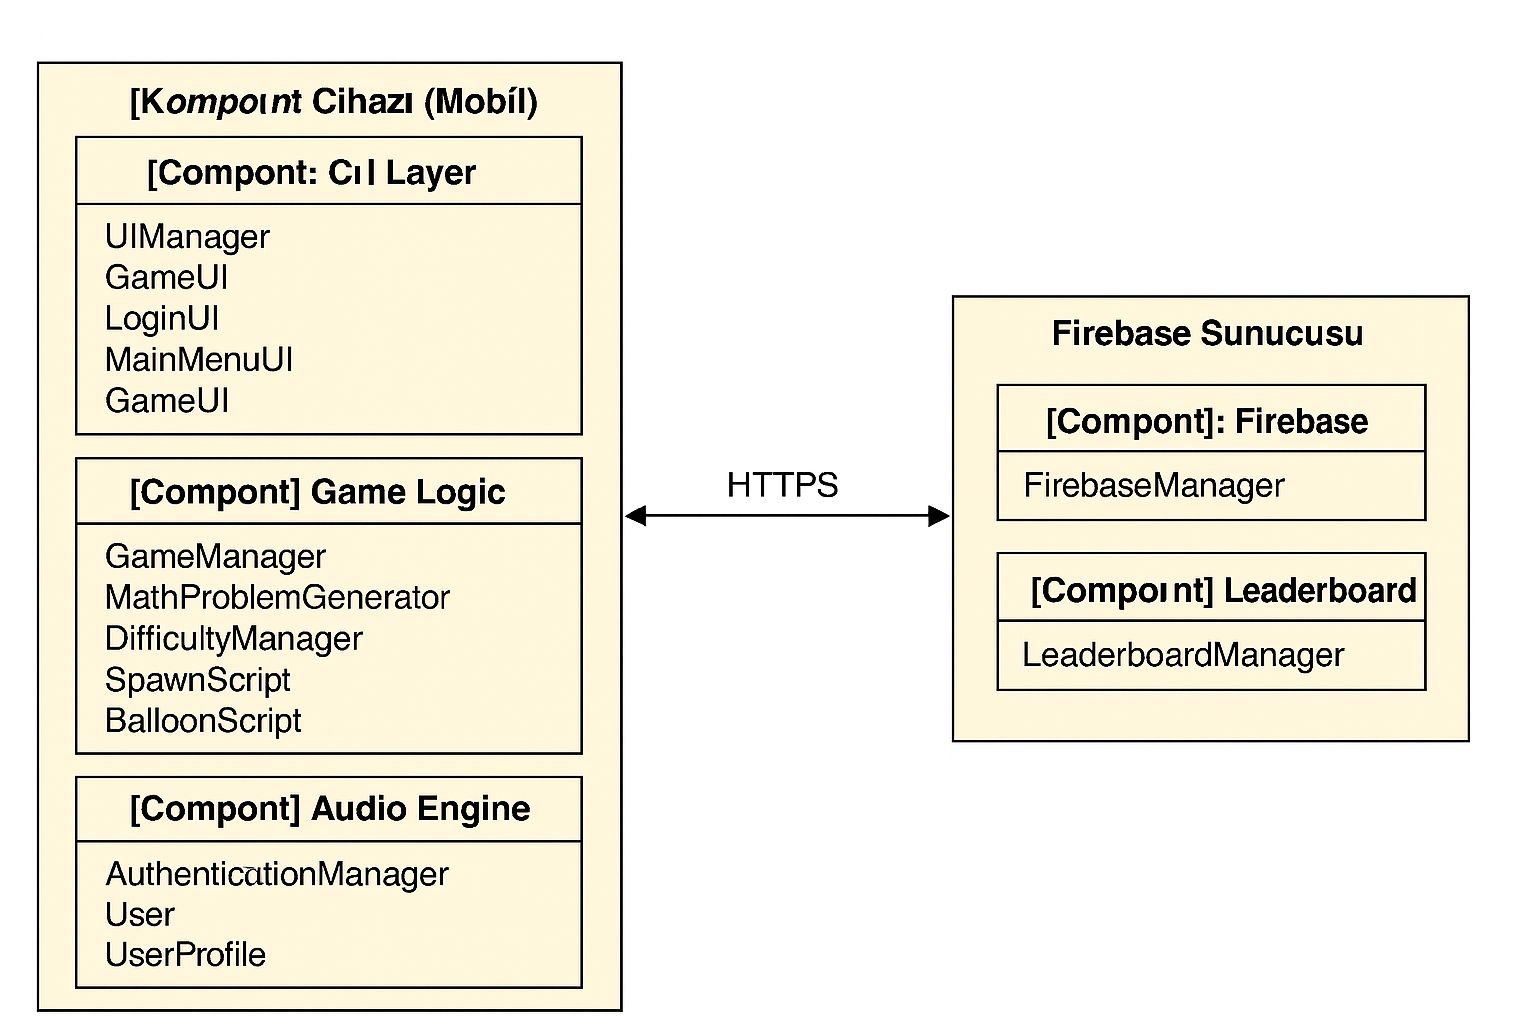 [Kompoınt Cihazı (Mobíl)
[Compont: Cıl Layer
UIManager
GameUI
LoginUI
MainMenuUI
GameUI
[Compont] Game Logic
GameManager
MathProblemGenerator
DifficultyManager
SpawnScript
BalloonScript
[Compont] Audio Engine
AuthenticationManager
User
UserProfile
HTTPS
Firebase Sunucusu
[Compont]: Firebase
FirebaseManager
[Compoınt] Leaderboard
LeaderboardManager